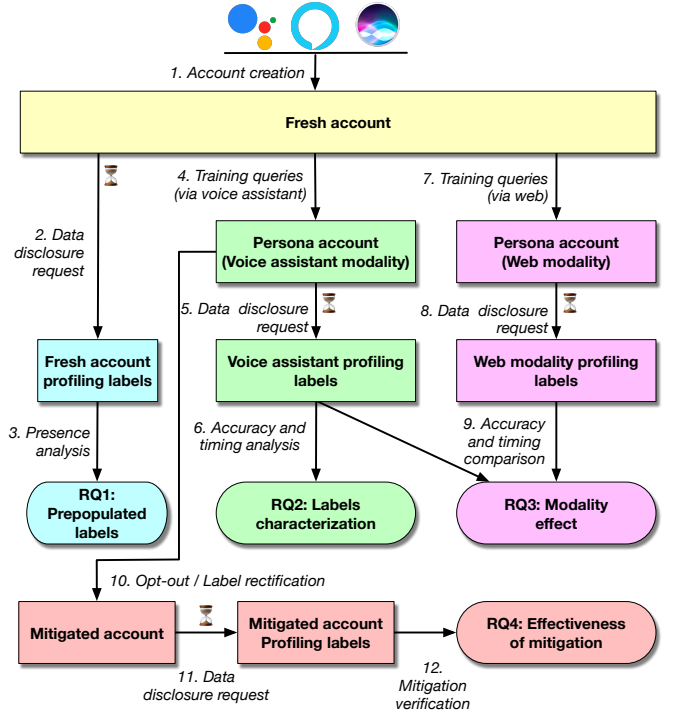 1. Account creation
Fresh account
2. Data
disclosure
request
4. Training queries
(via voice assistant)
7. Training queries
(via web)
Persona account
(Voice assistant modality)
Persona account
(Web modality)
5. Data disclosure
request
8. Data disclosure
request
Fresh account
profiling labels
Voice assistant profiling
labels
Web modality profiling
labels
3. Presence
analysis
6. Accuracy and
timing analysis
9. Accuracy
and timing
comparison
RQ1:
Prepopulated
labels
RQ2: Labels
characterization
RQ3: Modality
effect
10. Opt-out / Label rectification
Mitigated account
Mitigated account
Profiling labels
RQ4: Effectiveness
of mitigation
11. Data
disclosure request
12.
Mitigation
verification